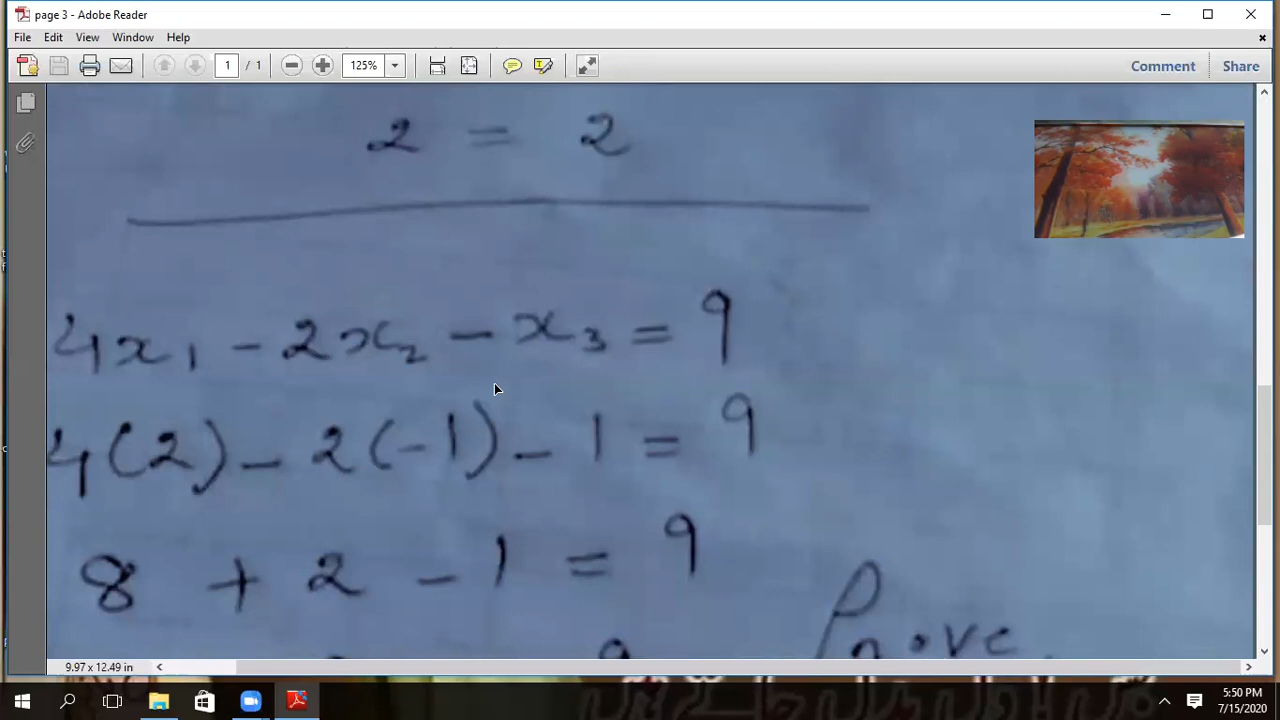 page 3 - Adobe Reader
File Edit View Window Help
1 / 1 125% Comment Share
2 = 2
4x₁ - 2x₂ - x₃ = 9
4(2) - 2(-1) - 1 = 9
8 + 2 - 1 = 9
Prove
9.97 x 12.49 in
5:50 PM
7/15/2020